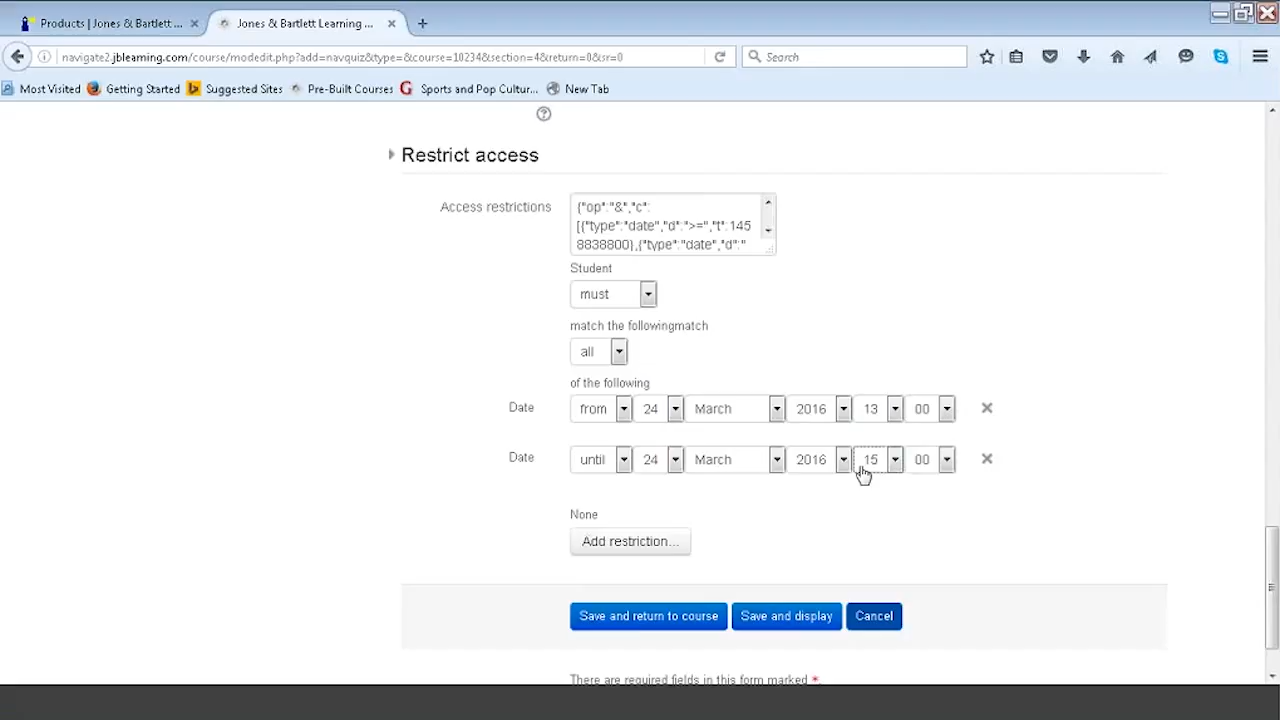 Products | Jones & Bartlett ...
Jones & Bartlett Learning ...
navigate2.jblearning.com/course/modedit.php?add=navquiz&type=&course=10234&section=4&return=0&sr=0
Search
Most Visited
Getting Started
Suggested Sites
Pre-Built Courses
Sports and Pop Cultur...
New Tab
Restrict access
Access restrictions
{"op":"&","c":
[{"type":"date","d":">=","t":145
8838800},{"type":"date","d":"
Student
must
match the followingmatch
all
of the following
Date from 24 March 2016 13 00
Date until 24 March 2016 15 00
None
Add restriction...
Save and return to course Save and display Cancel
There are required fields in this form marked *.